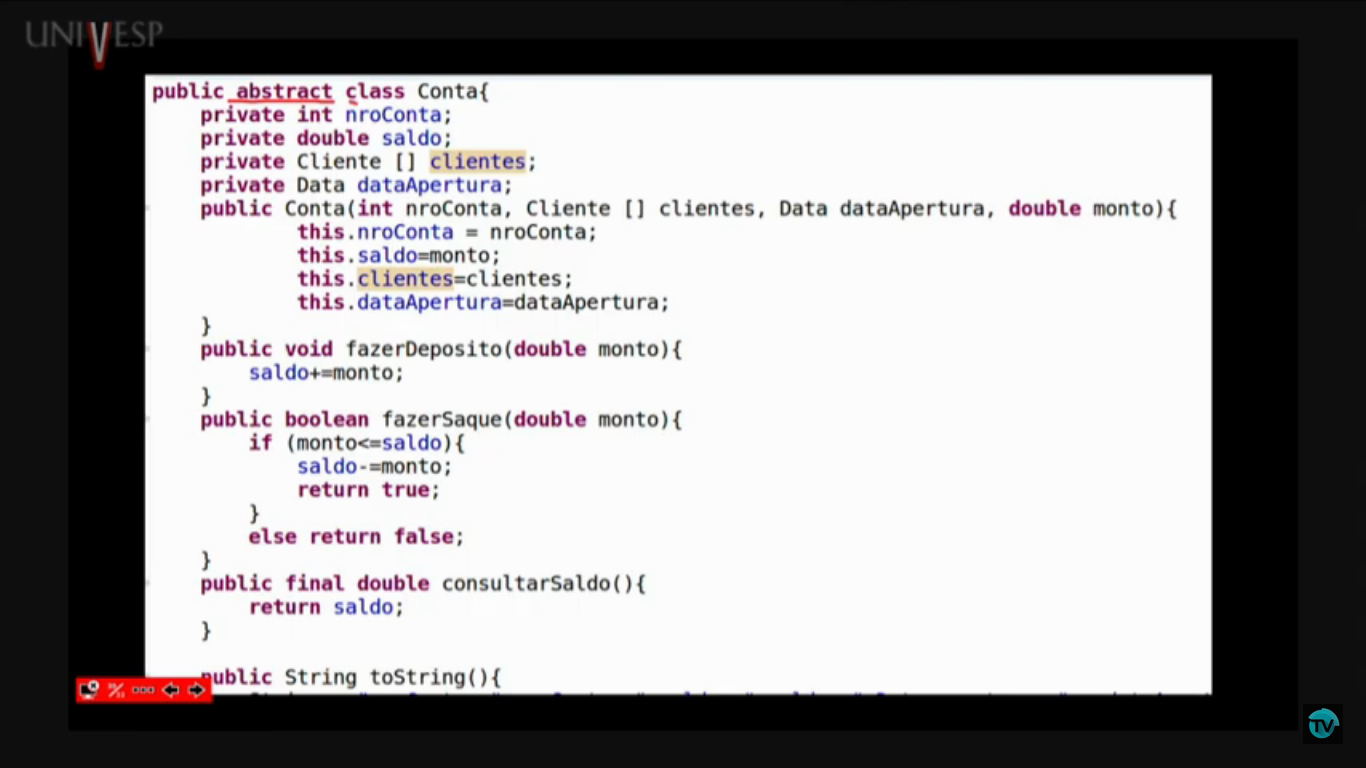 UNIVESP
public abstract class Conta{
private int nroConta;
private double saldo;
private Cliente [] clientes;
private Data dataApertura;
public Conta(int nroConta, Cliente [] clientes, Data dataApertura, double monto){
this.nroConta = nroConta;
this.saldo=monto;
this.clientes=clientes;
this.dataApertura=dataApertura;
}
public void fazerDeposito(double monto){
saldo+=monto;
}
public boolean fazerSaque(double monto){
if (monto<=saldo){
saldo-=monto;
return true;
}
else return false;
}
public final double consultarSaldo(){
return saldo;
}
public String toString(){
TV